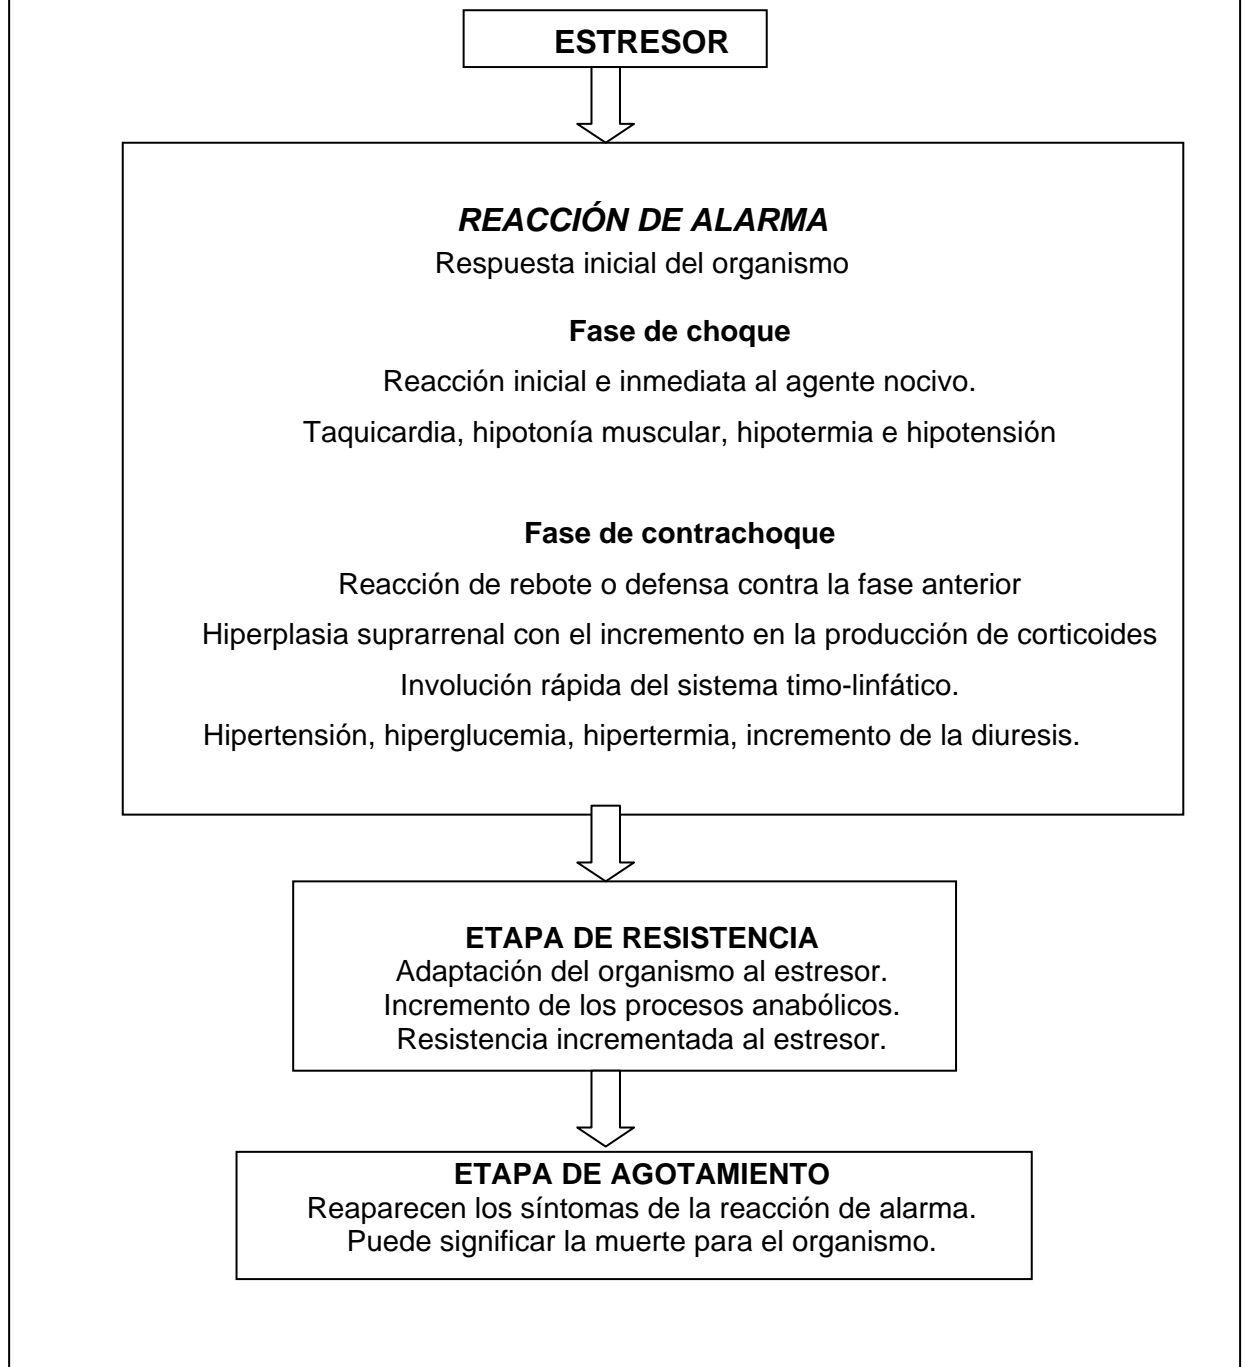 ESTRESOR
REACCIÓN DE ALARMA
Respuesta inicial del organismo
Fase de choque
Reacción inicial e inmediata al agente nocivo.
Taquicardia, hipotonía muscular, hipotermia e hipotensión
Fase de contrachoque
Reacción de rebote o defensa contra la fase anterior
Hiperplasia suprarrenal con el incremento en la producción de corticoides
Involución rápida del sistema timo-linfático.
Hipertensión, hiperglucemia, hipertermia, incremento de la diuresis.
ETAPA DE RESISTENCIA
Adaptación del organismo al estresor.
Incremento de los procesos anabólicos.
Resistencia incrementada al estresor.
ETAPA DE AGOTAMIENTO
Reaparecen los síntomas de la reacción de alarma.
Puede significar la muerte para el organismo.